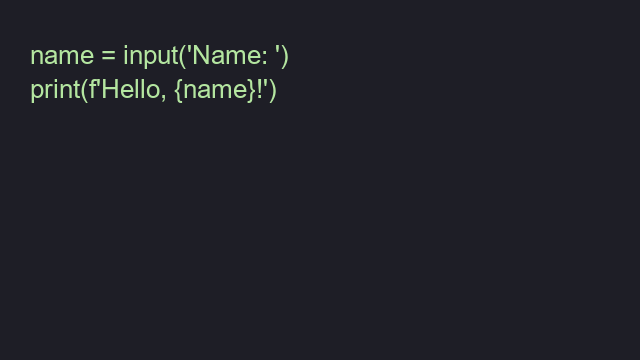 name = input('Name: ')
print(f'Hello, {name}!')